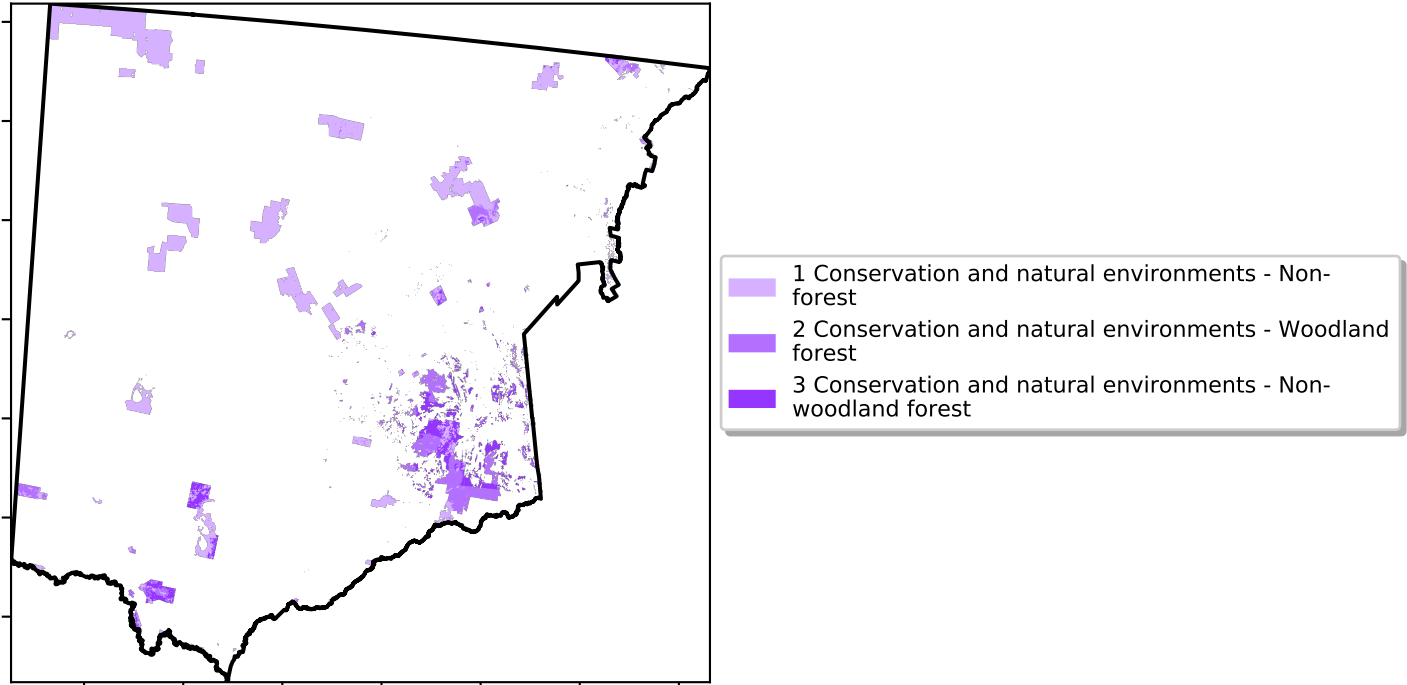 1 Conservation and natural environments - Non-
forest
2 Conservation and natural environments - Woodland
forest
3 Conservation and natural environments - Non-
woodland forest